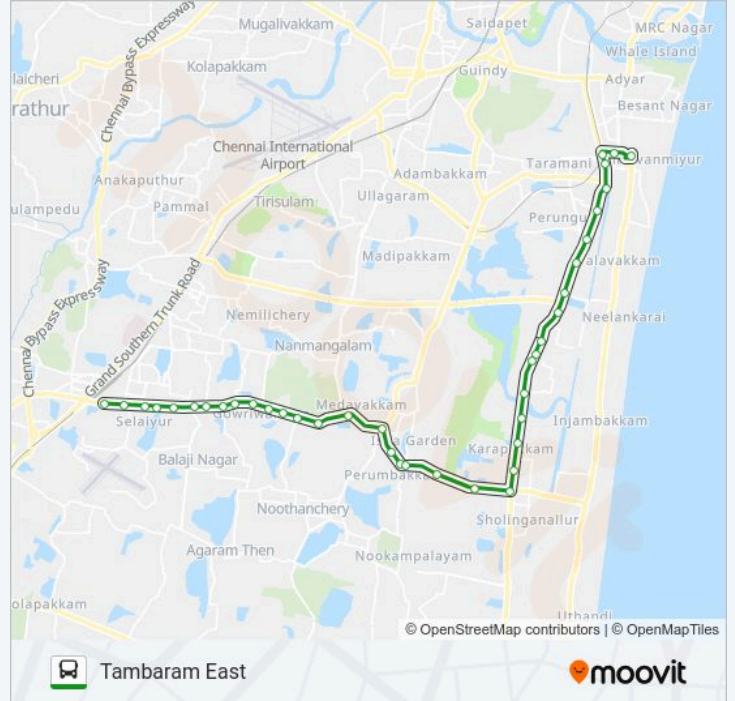 Saidapet
MRC Nagar
Mugalivakkam
Whale Island
Chennai Bypass Expressway
Kolapakkam
Guindy
laicheri
Adyar
rathur
Besant Nagar
Chennai International
Airport
Taramani
vanmiyur
Adambakkam
Anakaputhur
Ullagaram
Tirisulam
Pammal
ulampedu
Perungu
Madipakkam
alavakkam
Chennai Bypass Expressway
Grand Southern Trunk Road
Nemilichery
Neelankarai
Nanmangalam
Medavakkam
Selaiyur
Gowriwa
Injambakkam
Garden
Karapakkam
Balaji Nagar
Perumbakk
Noothanchery
Sholinganallur
Agaram Then
Nookampalayam
olapakkam
Uthandi
© OpenStreetMap contributors | © OpenMapTiles
Tambaram East
moovit